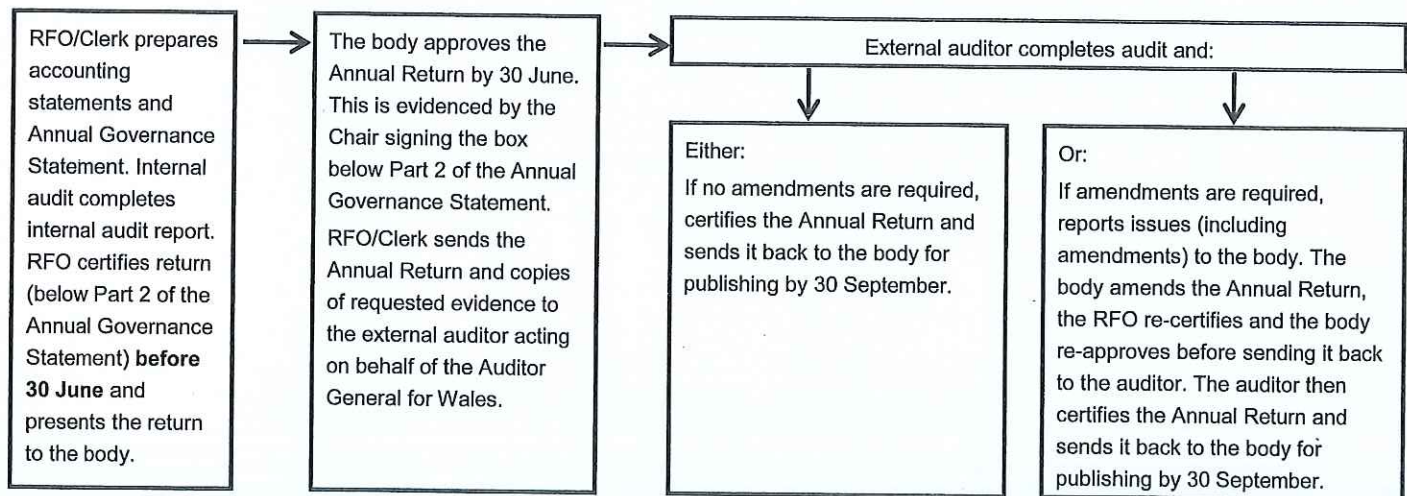 RFO/Clerk prepares
accounting
statements and
Annual Governance
Statement. Internal
audit completes
internal audit report.
RFO certifies return
(below Part 2 of the
Annual Governance
Statement) before
30 June and
presents the return
to the body.
The body approves the
Annual Return by 30 June.
This is evidenced by the
Chair signing the box
below Part 2 of the Annual
Governance Statement.
RFO/Clerk sends the
Annual Return and copies
of requested evidence to
the external auditor acting
on behalf of the Auditor
General for Wales.
External auditor completes audit and:
Either:
If no amendments are required,
certifies the Annual Return and
sends it back to the body for
publishing by 30 September.
Or:
If amendments are required,
reports issues (including
amendments) to the body. The
body amends the Annual Return,
the RFO re-certifies and the body
re-approves before sending it back
to the auditor. The auditor then
certifies the Annual Return and
sends it back to the body for
publishing by 30 September.